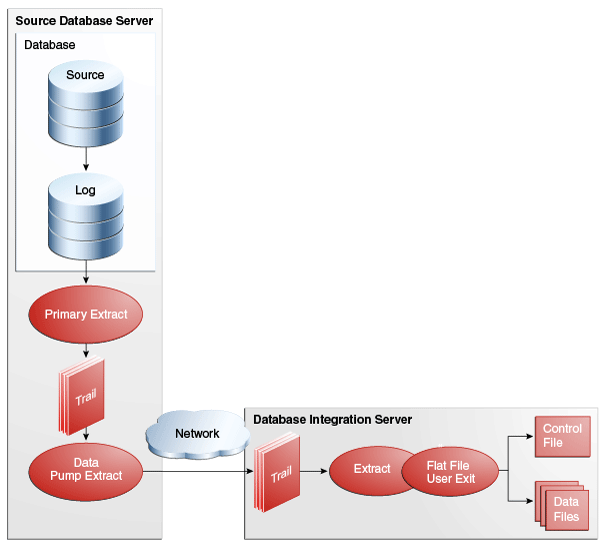 Source Database Server
Database
Source
Log
Primary Extract
Trail
Data
Pump Extract
Network
Database Integration Server
Trail
Extract
Flat File
User Exit
Control
File
Data
Files